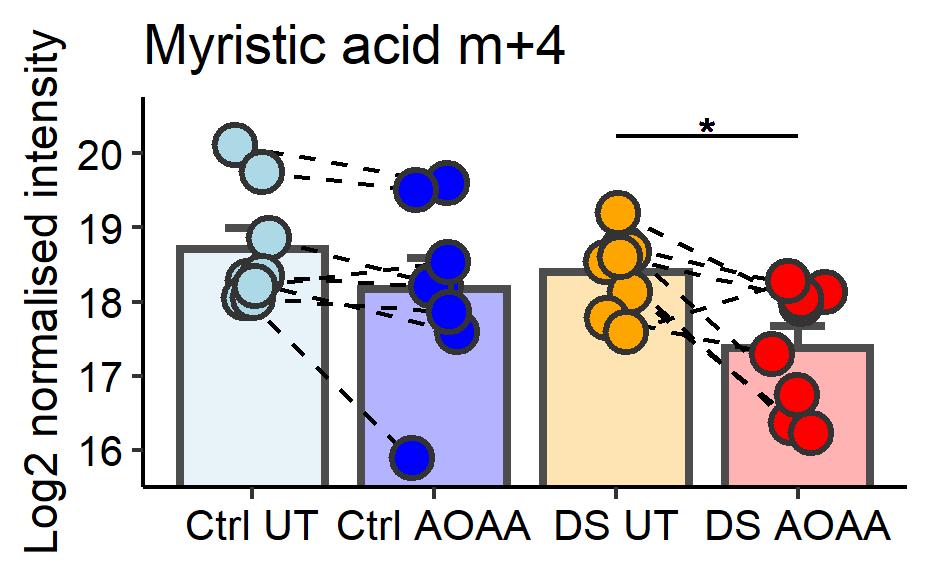 Myristic acid m+4
Log2 normalised intensity
20
19
18
17
16
*
Ctrl UT
Ctrl AOAA
DS UT
DS AOAA